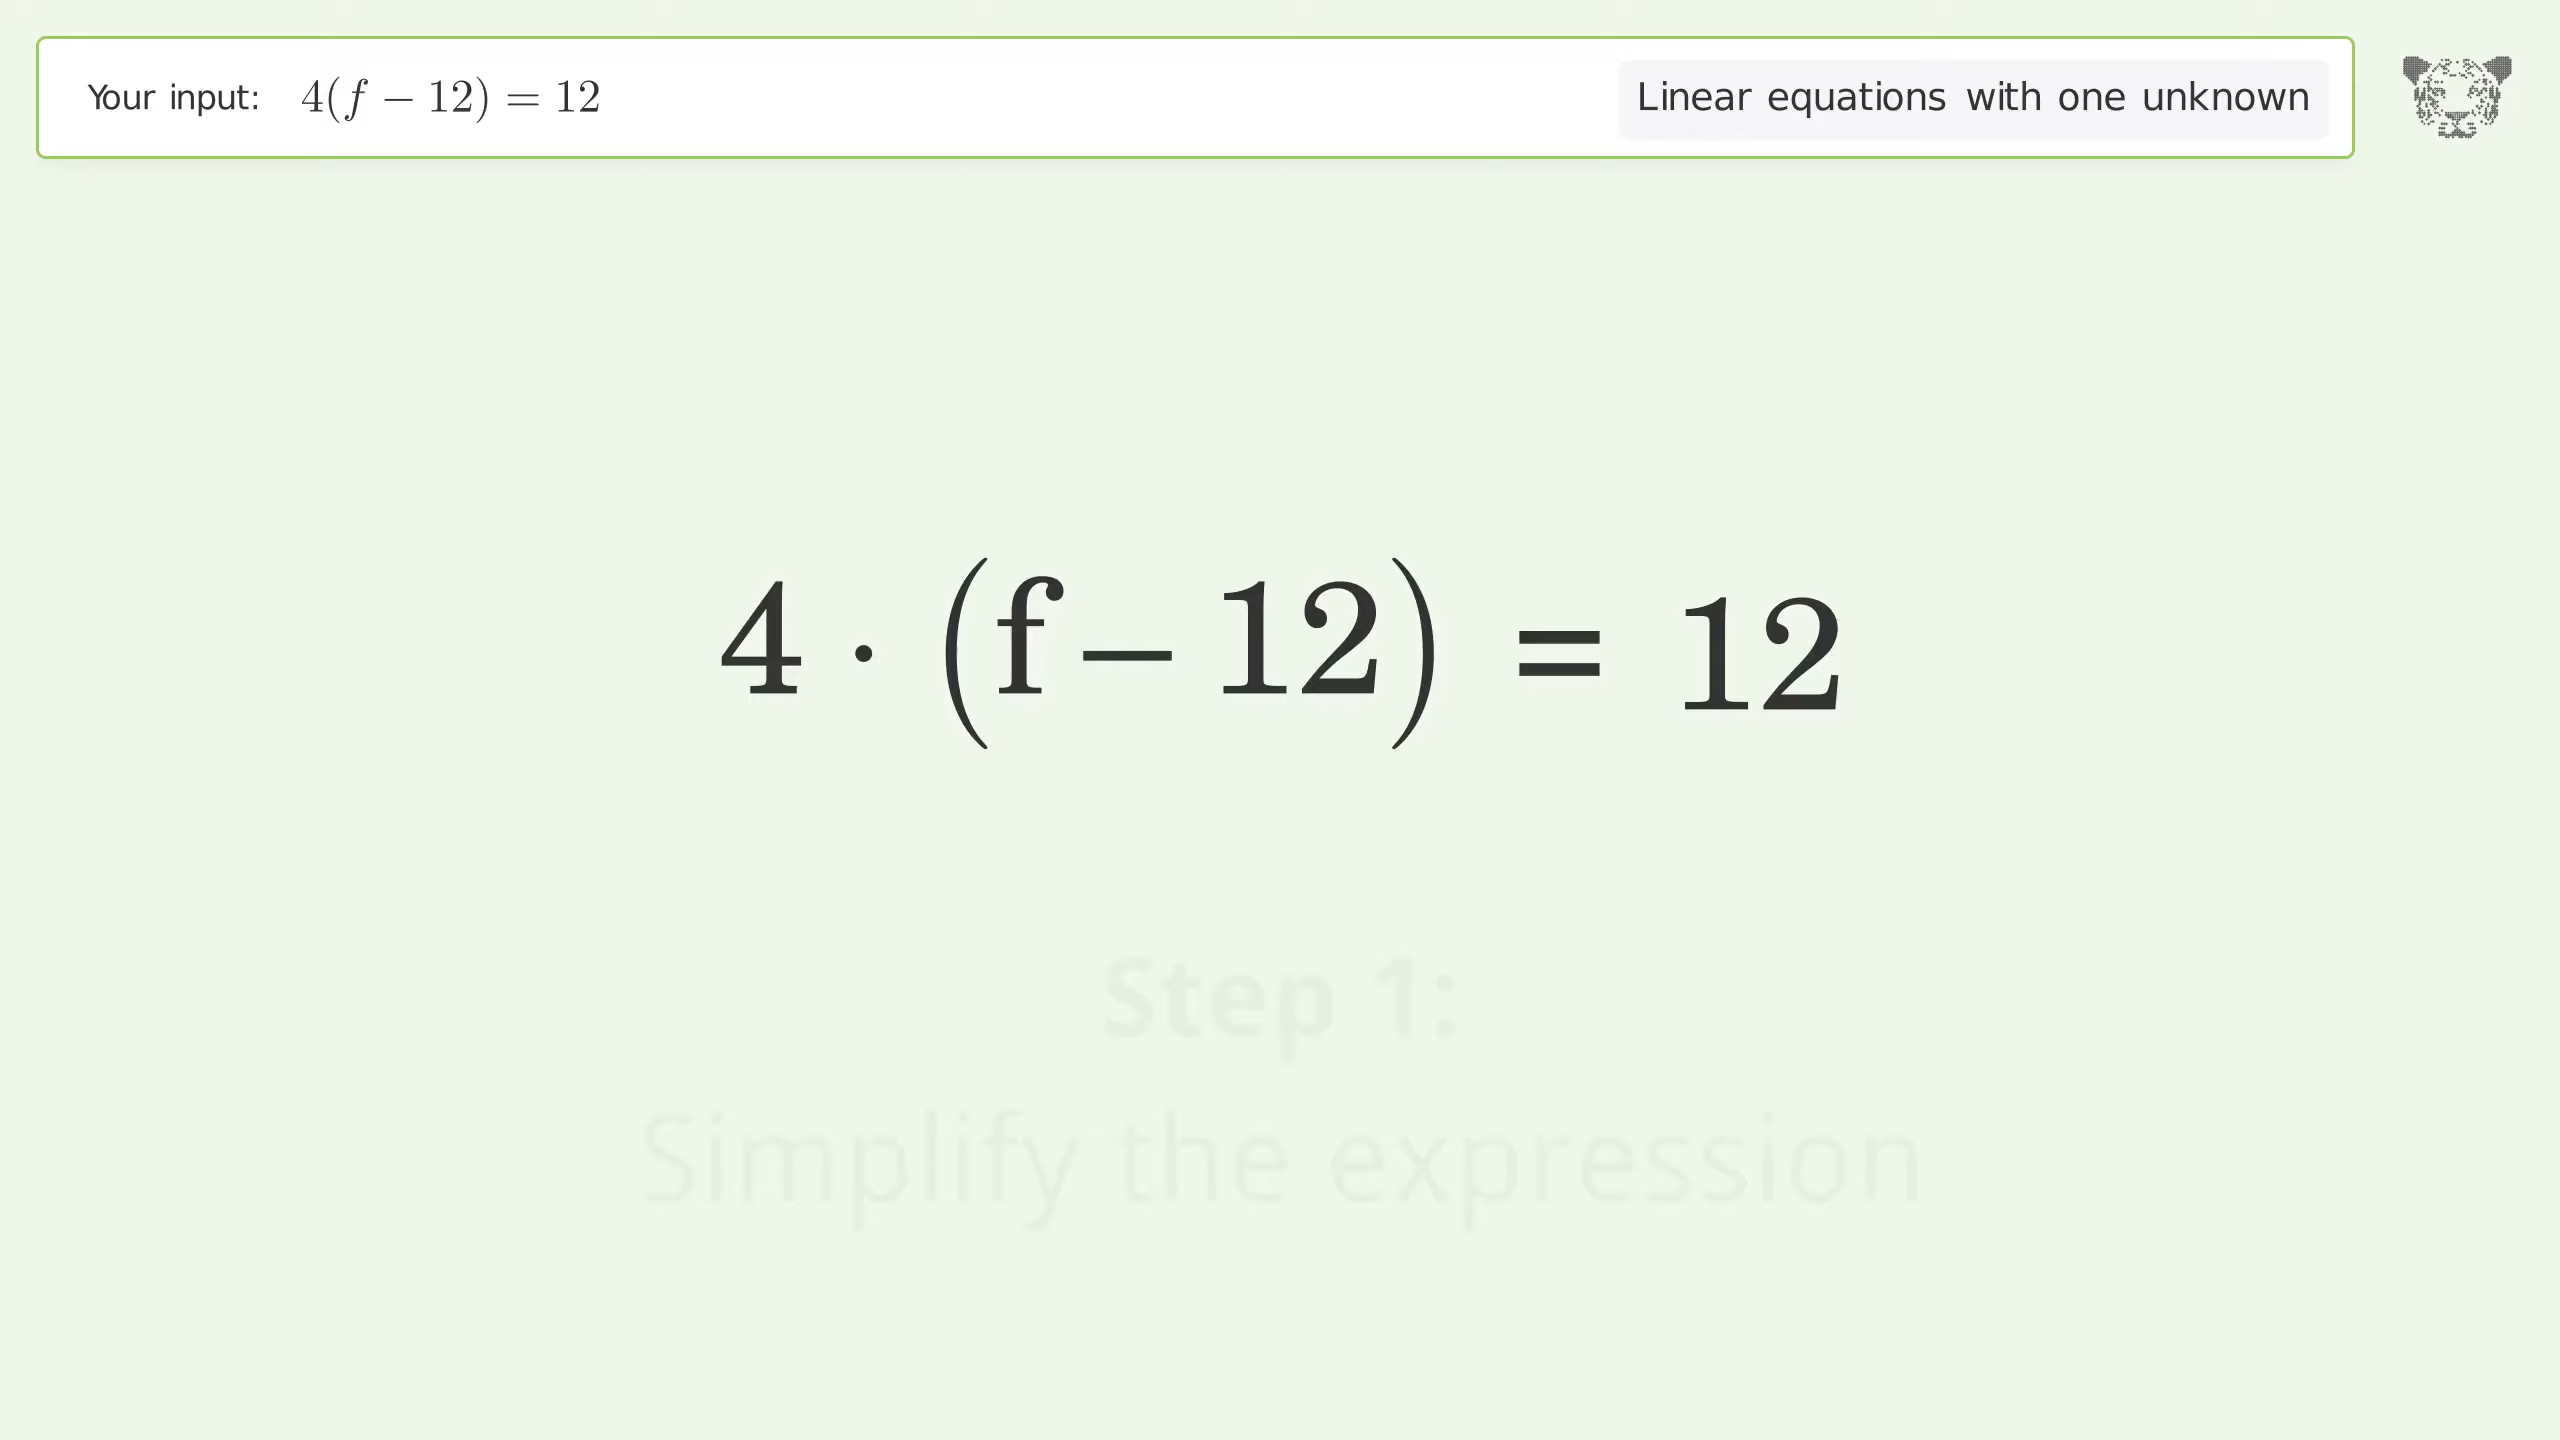 Your input: 4(f − 12) = 12
Linear equations with one unknown
4 · (f − 12) = 12
Step 1:
Simplify the expression